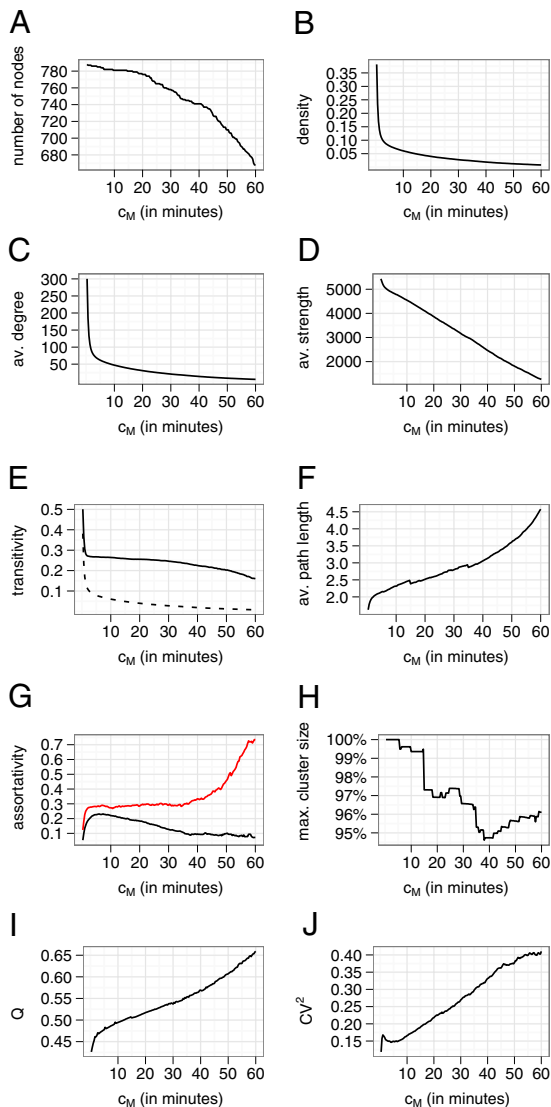 A
number of nodes
780
760
740
720
700
680
10 20 30 40 50 60
c_M (in minutes)
B
density
0.35
0.30
0.25
0.20
0.15
0.10
0.05
10 20 30 40 50 60
c_M (in minutes)
C
av. degree
300
250
200
150
100
50
10 20 30 40 50 60
c_M (in minutes)
D
av. strength
5000
4000
3000
2000
10 20 30 40 50 60
c_M (in minutes)
E
transitivity
0.5
0.4
0.3
0.2
0.1
10 20 30 40 50 60
c_M (in minutes)
F
av. path length
4.5
4.0
3.5
3.0
2.5
2.0
10 20 30 40 50 60
c_M (in minutes)
G
assortativity
0.7
0.6
0.5
0.4
0.3
0.2
0.1
10 20 30 40 50 60
c_M (in minutes)
H
max. cluster size
100%
99%
98%
97%
96%
95%
10 20 30 40 50 60
c_M (in minutes)
I
Q
0.65
0.60
0.55
0.50
0.45
10 20 30 40 50 60
c_M (in minutes)
J
CV²
0.40
0.35
0.30
0.25
0.20
0.15
10 20 30 40 50 60
c_M (in minutes)